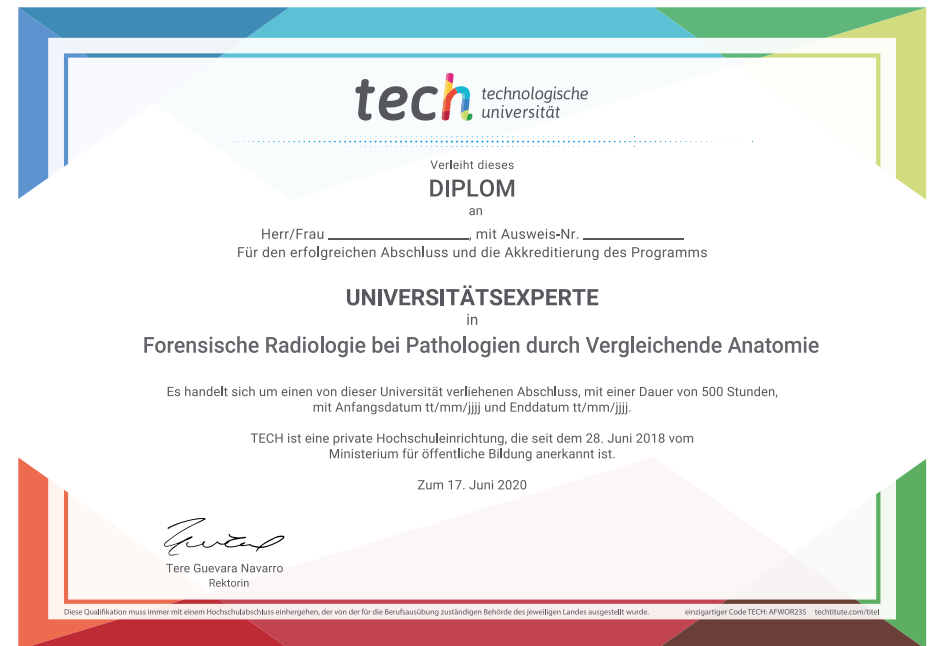 tech technologische
universität
Verleiht dieses
DIPLOM
an
Herr/Frau ____________, mit Ausweis-Nr. ____________
Für den erfolgreichen Abschluss und die Akkreditierung des Programms
UNIVERSITÄTSEXPERTE
in
Forensische Radiologie bei Pathologien durch Vergleichende Anatomie
Es handelt sich um einen von dieser Universität verliehenen Abschluss, mit einer Dauer von 500 Stunden,
mit Anfangsdatum tt/mm/jjjj und Enddatum tt/mm/jjjj.
TECH ist eine private Hochschuleinrichtung, die seit dem 28. Juni 2018 vom
Ministerium für öffentliche Bildung anerkannt ist.
Zum 17. Juni 2020
Tere Guevara Navarro
Rektorin
Diese Qualifikation muss immer mit einem Hochschulabschluss einhergehen, der von der für die Berufsausübung zuständigen Behörde des jeweiligen Landes ausgestellt wurde. einzigartiger Code TECH: AFWOR23S techtitute.com/titel